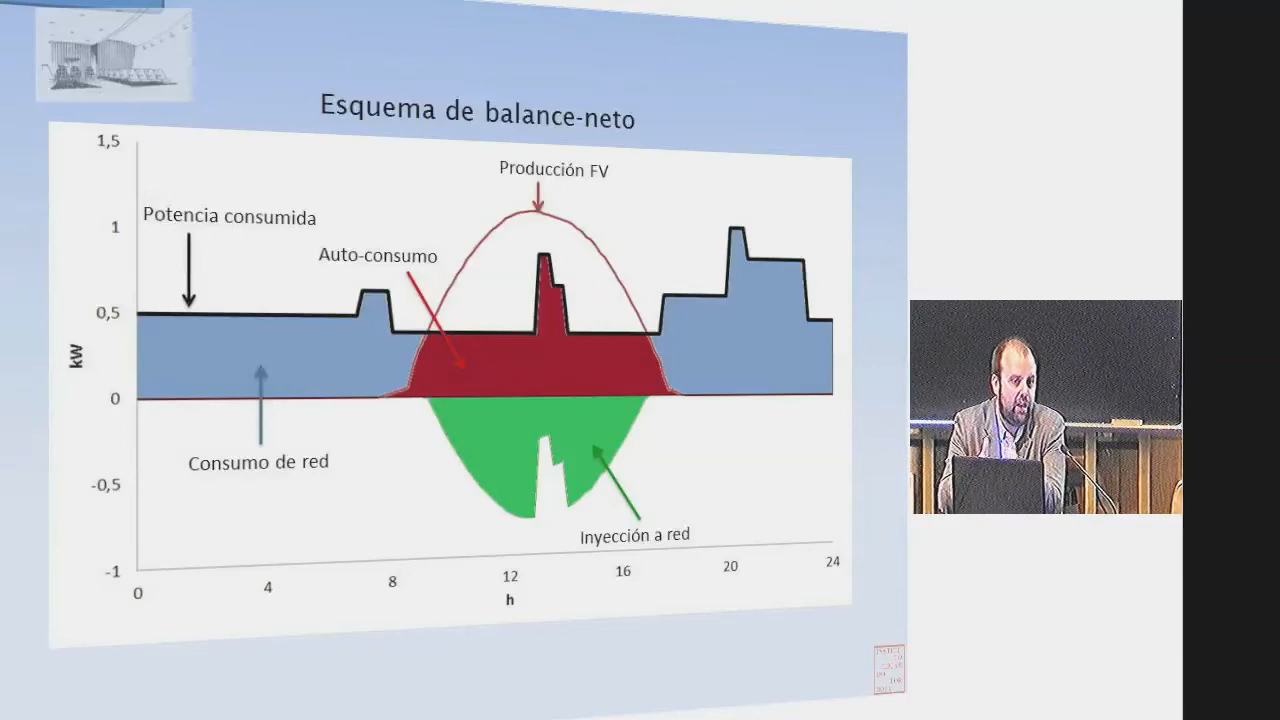 Esquema de balance-neto
1,5
Producción FV
Potencia consumida
1
Auto-consumo
0,5
kW
0
Consumo de red
-0,5
Inyección a red
-1
0
4
8
12
16
20
24
h